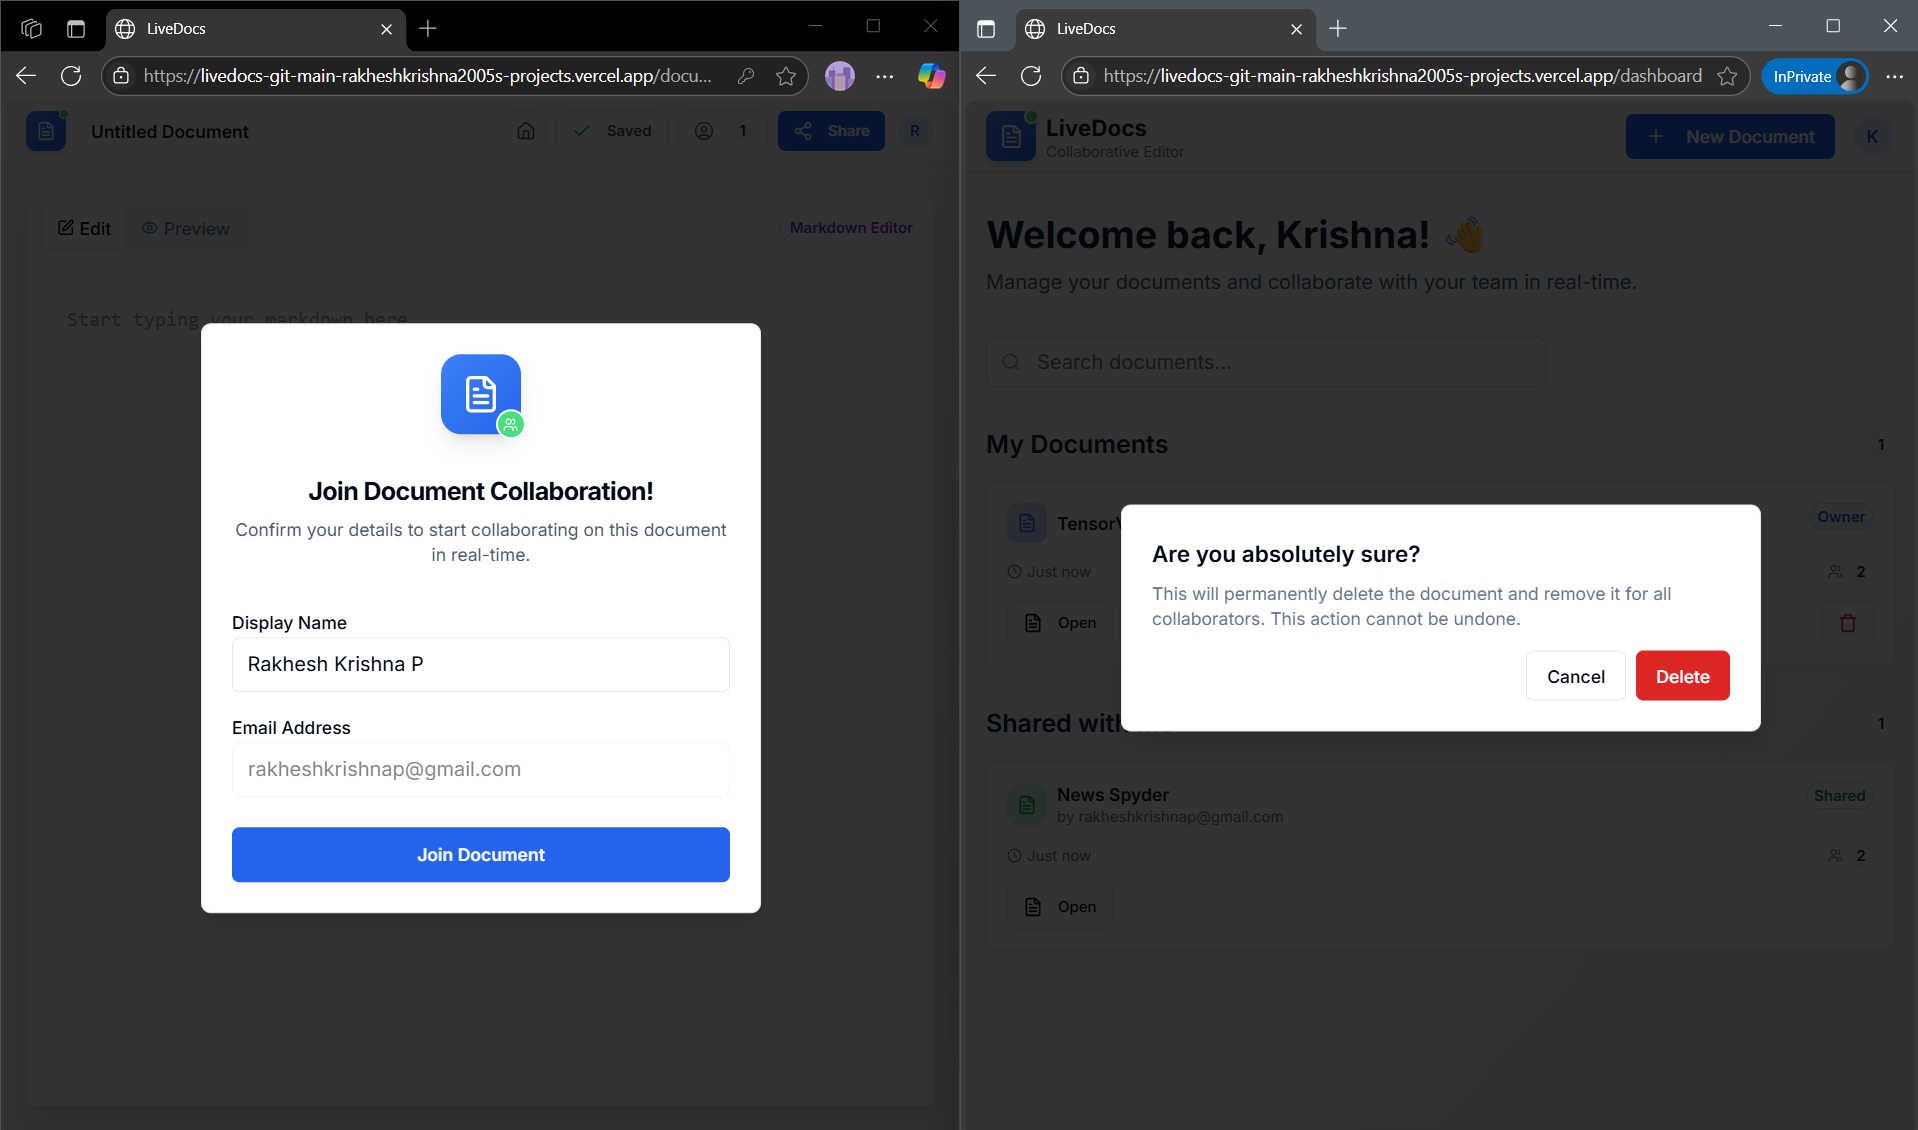 LiveDocs
https://livedocs-git-main-rakheshkrishna2005s-projects.vercel.app/docu...
Untitled Document
Saved
1
Share
R
Edit
Preview
Markdown Editor
Start typing your markdown here
Join Document Collaboration!
Confirm your details to start collaborating on this document
in real-time.
Display Name
Rakhesh Krishna P
Email Address
rakheshkrishnap@gmail.com
Join Document
LiveDocs
https://livedocs-git-main-rakheshkrishna2005s-projects.vercel.app/dashboard
InPrivate
LiveDocs
Collaborative Editor
New Document
K
Welcome back, Krishna! 👋
Manage your documents and collaborate with your team in real-time.
Search documents...
My Documents
1
Owner
Just now
2
Open
Are you absolutely sure?
This will permanently delete the document and remove it for all
collaborators. This action cannot be undone.
Cancel
Delete
Shared with
1
News Spyder
Shared
by rakheshkrishnap@gmail.com
Just now
2
Open